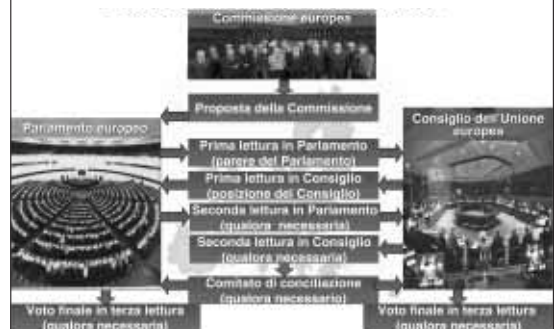 Commissione europea
Proposta della Commissione
Parlamento europeo
Consiglio dell'Unione
europea
Prima lettura in Parlamento
(parere del Parlamento)
Prima lettura in Consiglio
(posizione del Consiglio)
Seconda lettura in Parlamento
(qualora necessaria)
Seconda lettura in Consiglio
(qualora necessaria)
Comitato di conciliazione
(qualora necessario)
Voto finale in terza lettura
(qualora necessaria)
Voto finale in terza lettura
(qualora necessaria)